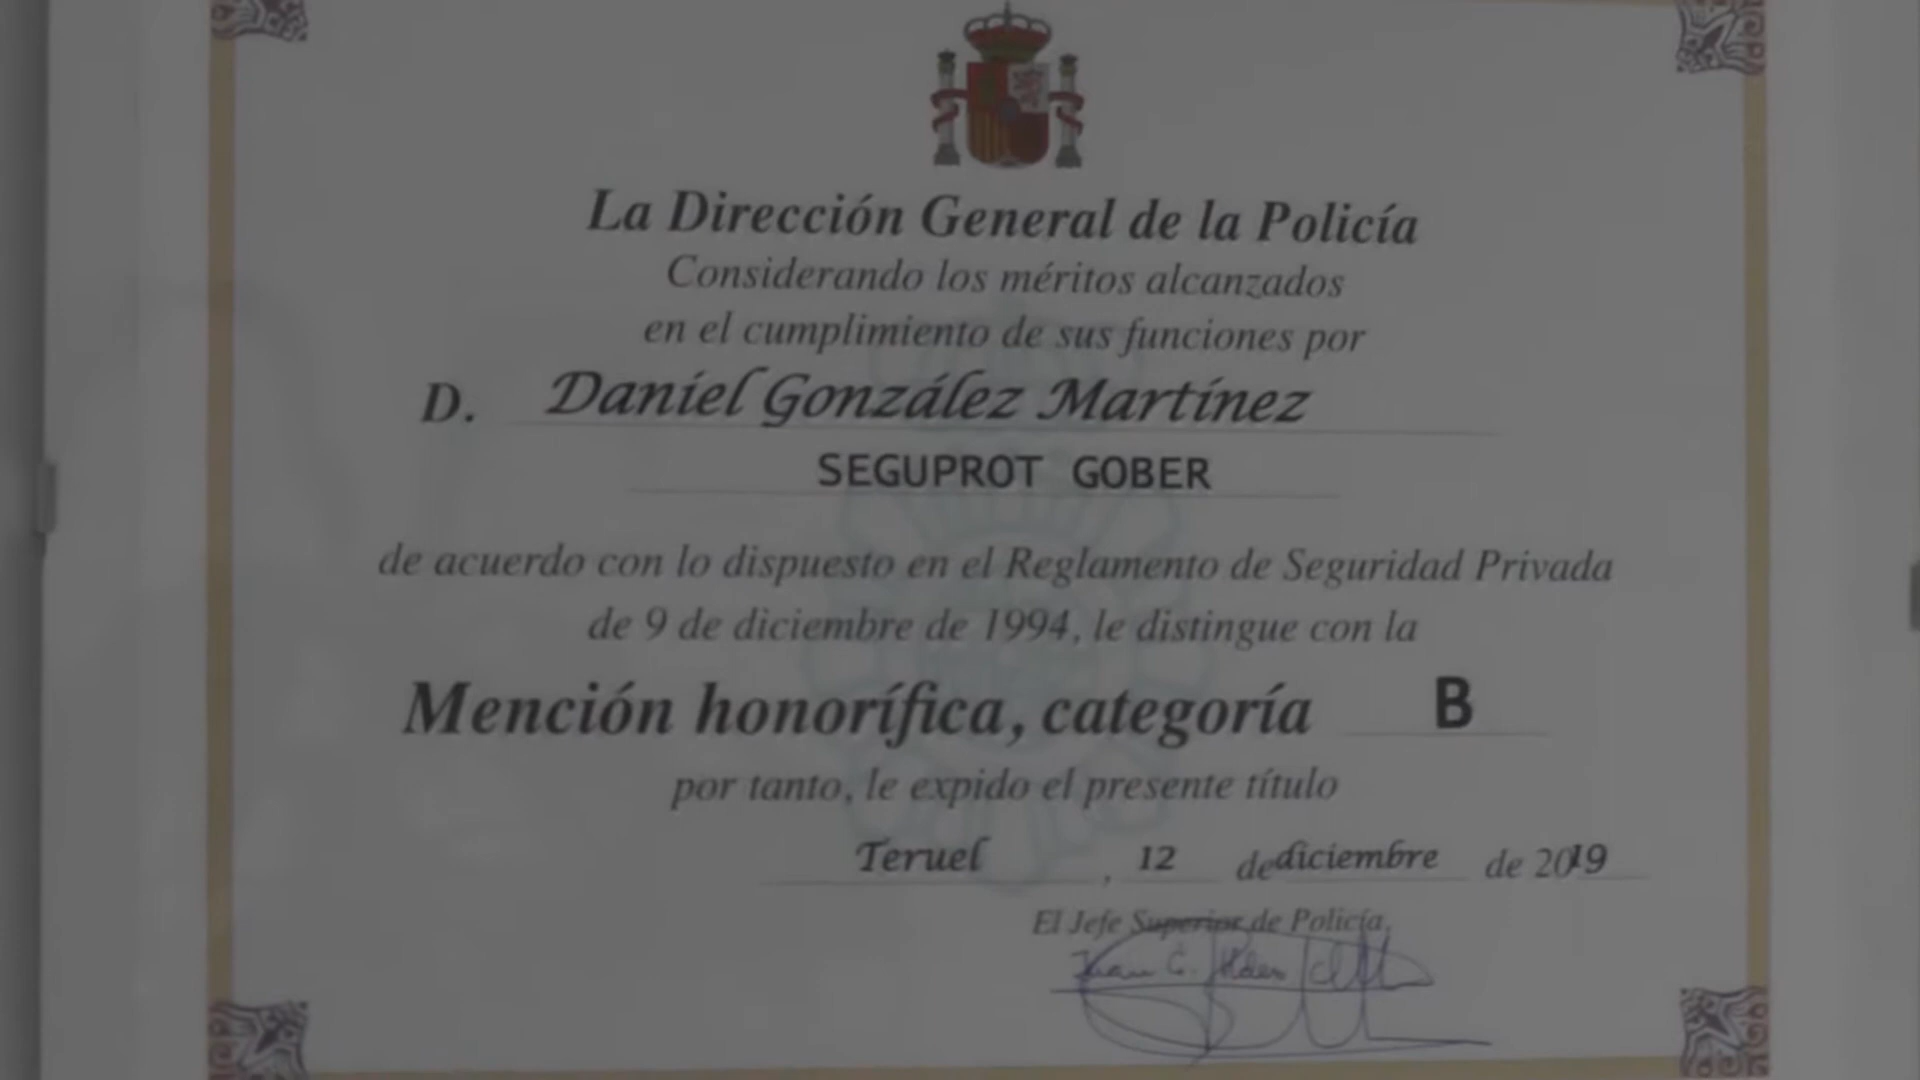 La Dirección General de la Policía
Considerando los méritos alcanzados
en el cumplimiento de sus funciones por
D. Daniel González Martínez
SEGUPROT GOBER
de acuerdo con lo dispuesto en el Reglamento de Seguridad Privada
de 9 de diciembre de 1994, le distingue con la
Mención honorífica, categoría B
por tanto, le expido el presente título
Teruel, 12 de diciembre de 2019
El Jefe Superior de Policía,
Juan C.